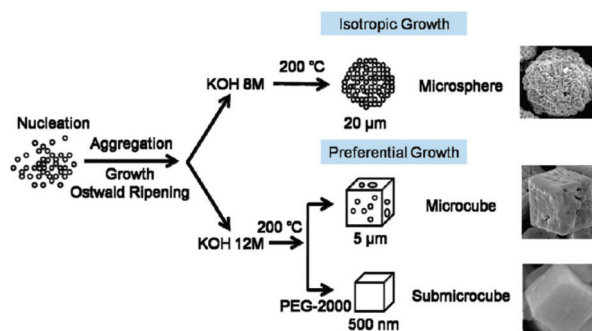 Isotropic Growth
KOH 8M
200 °C
Microsphere
20 μm
Nucleation
Aggregation
Growth
Ostwald Ripening
Preferential Growth
KOH 12M
200 °C
Microcube
5 μm
PEG-2000
Submicrocube
500 nm